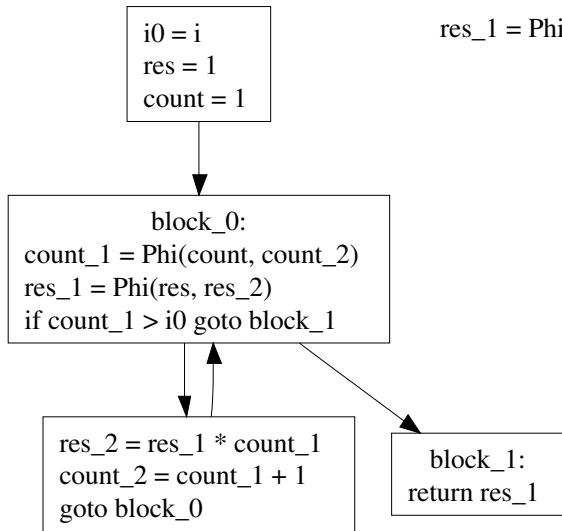 i0 = i
res = 1
count = 1
res_1 = Phi
block_0:
count_1 = Phi(count, count_2)
res_1 = Phi(res, res_2)
if count_1 > i0 goto block_1
res_2 = res_1 * count_1
count_2 = count_1 + 1
goto block_0
block_1:
return res_1